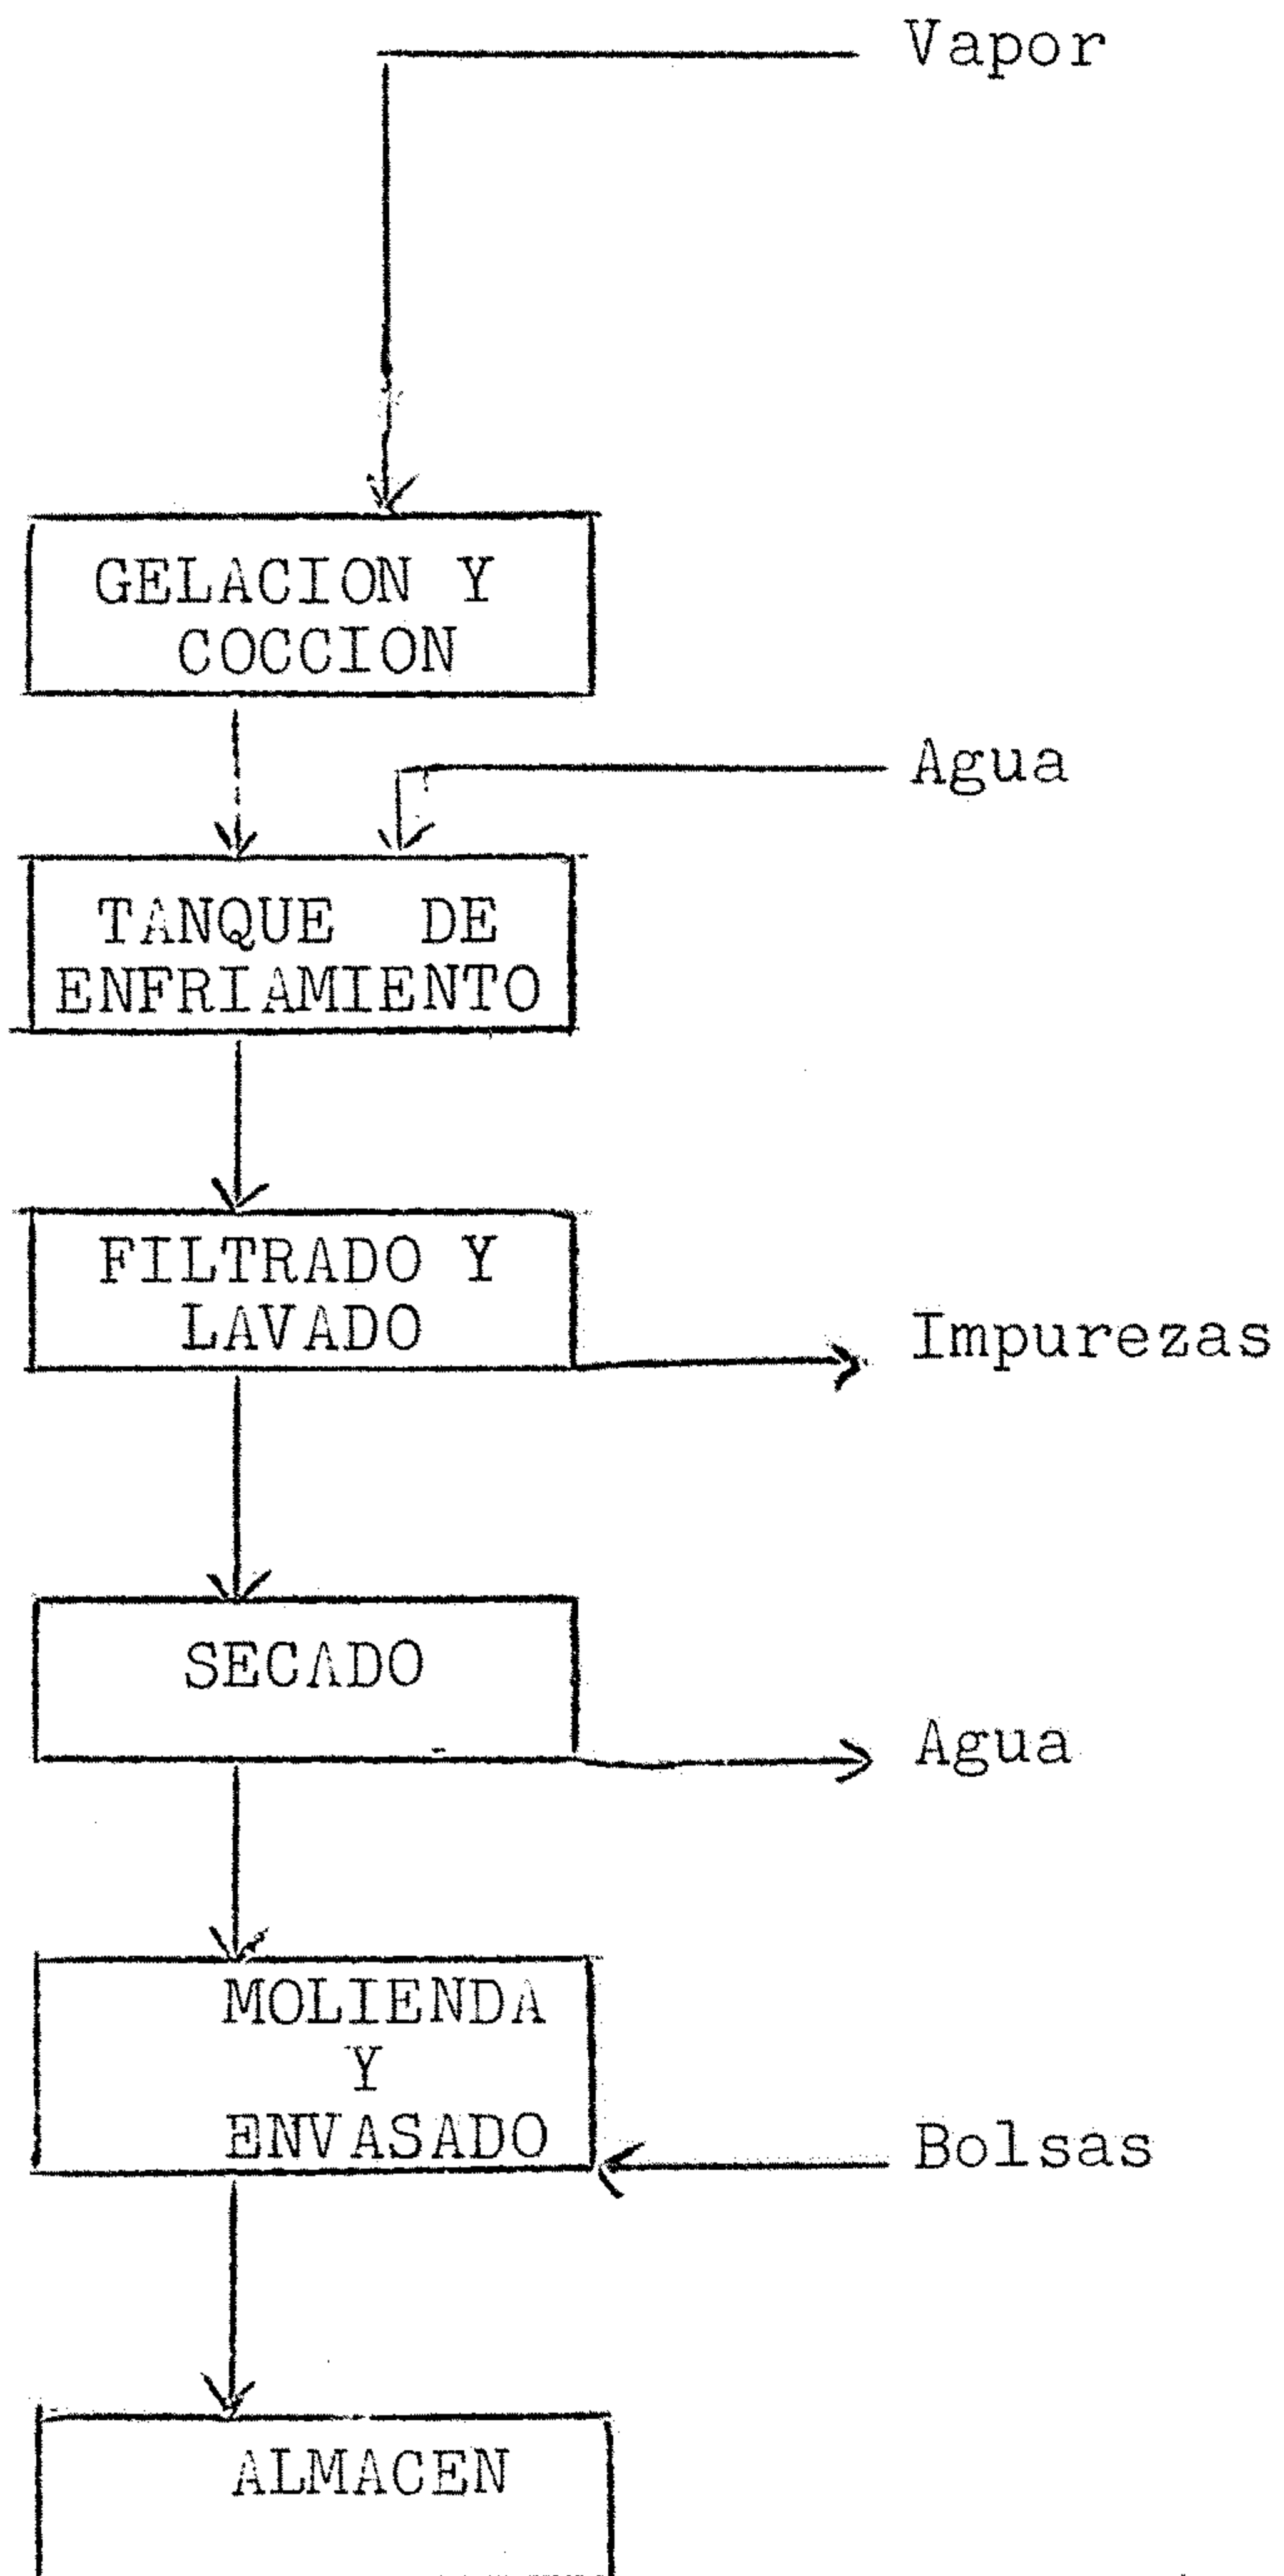 Vapor
GELACION Y
COCCION
Agua
TANQUE DE
ENFRIAMIENTO
FILTRADO Y
LAVADO
Impurezas
SECADO
Agua
MOLIENDA
Y
ENVASADO
Bolsas
ALMACEN